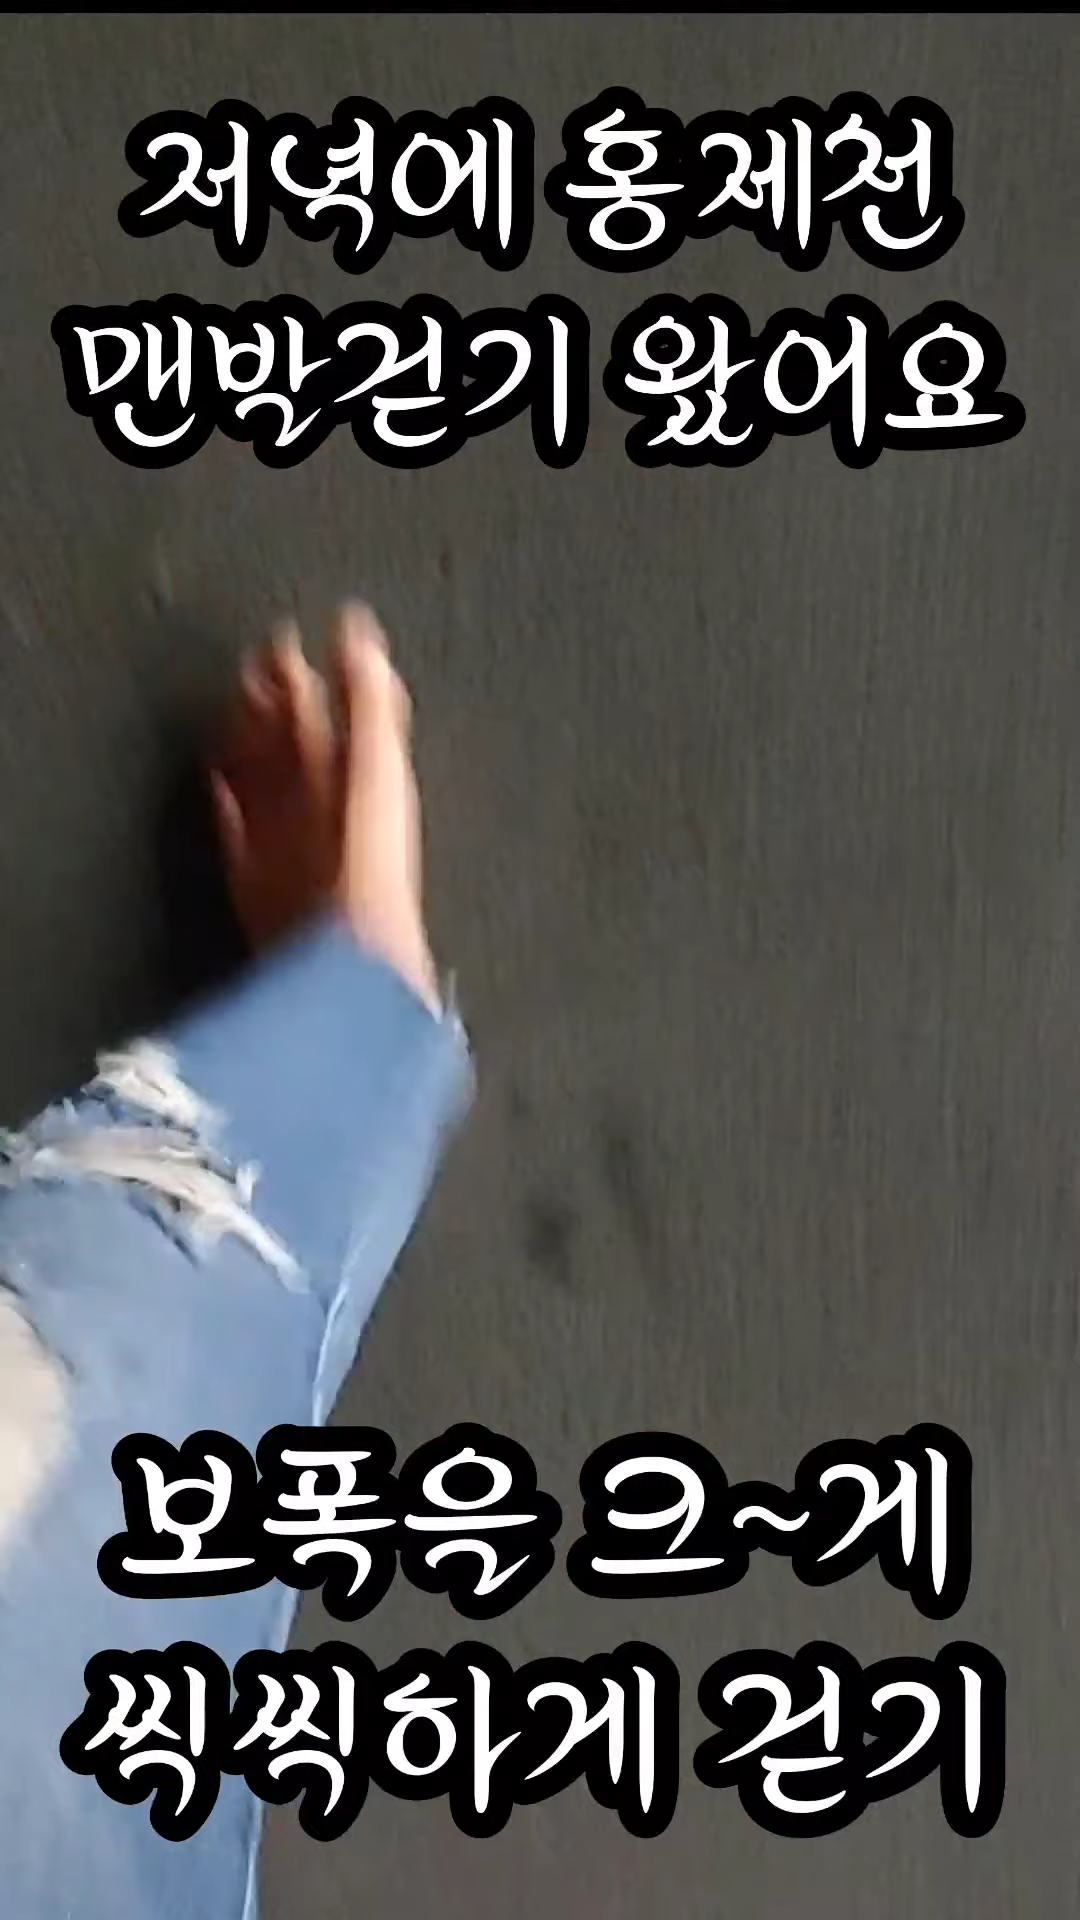 저녁에 홍제천
맨발걷기 왔어요
보폭을 크~게
씩씩하게 걷기